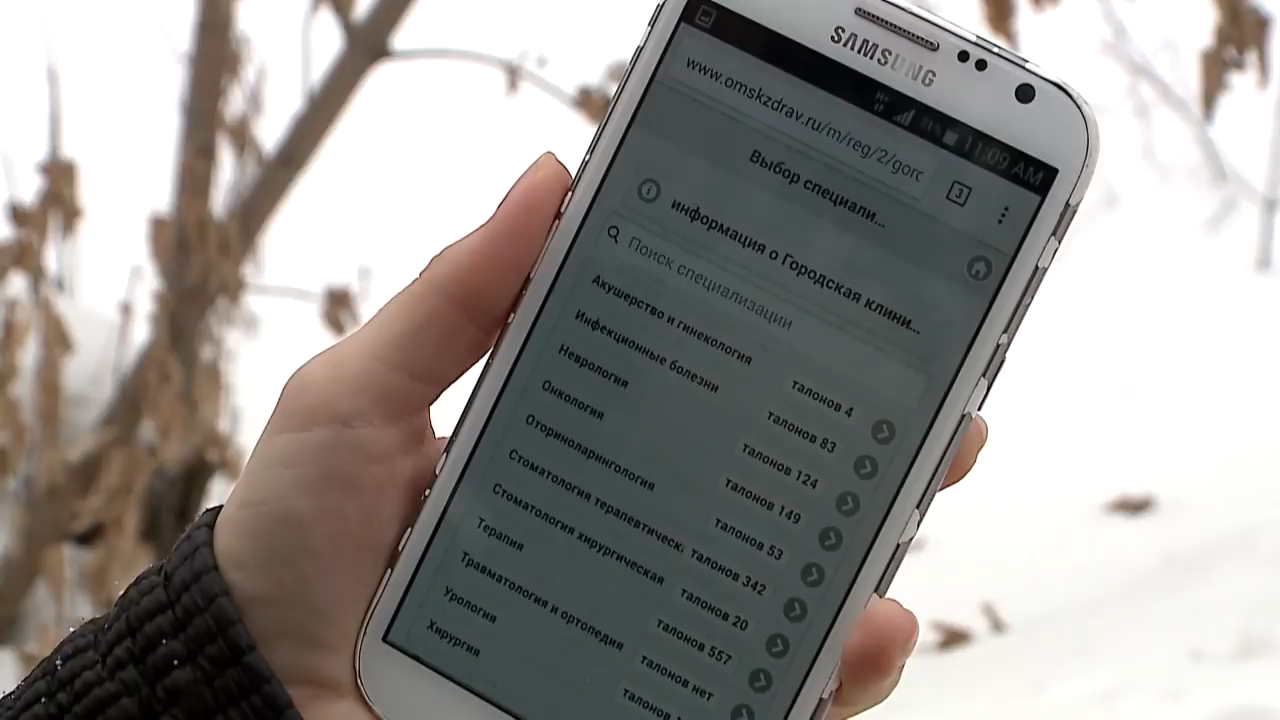 SAMSUNG
11:09 AM
www.omskzdrav.ru/m/reg/2/goro
3
Выбор специали...
информация о Городская клини...
Поиск специализации
Акушерство и гинекология талонов 4
Инфекционные болезни талонов 83
Неврология талонов 124
Онкология талонов 149
Оториноларингология талонов 53
Стоматология терапевтическ талонов 342
Стоматология хирургическая талонов 20
Терапия талонов 557
Травматология и ортопедия талонов нет
Урология талонов
Хирургия